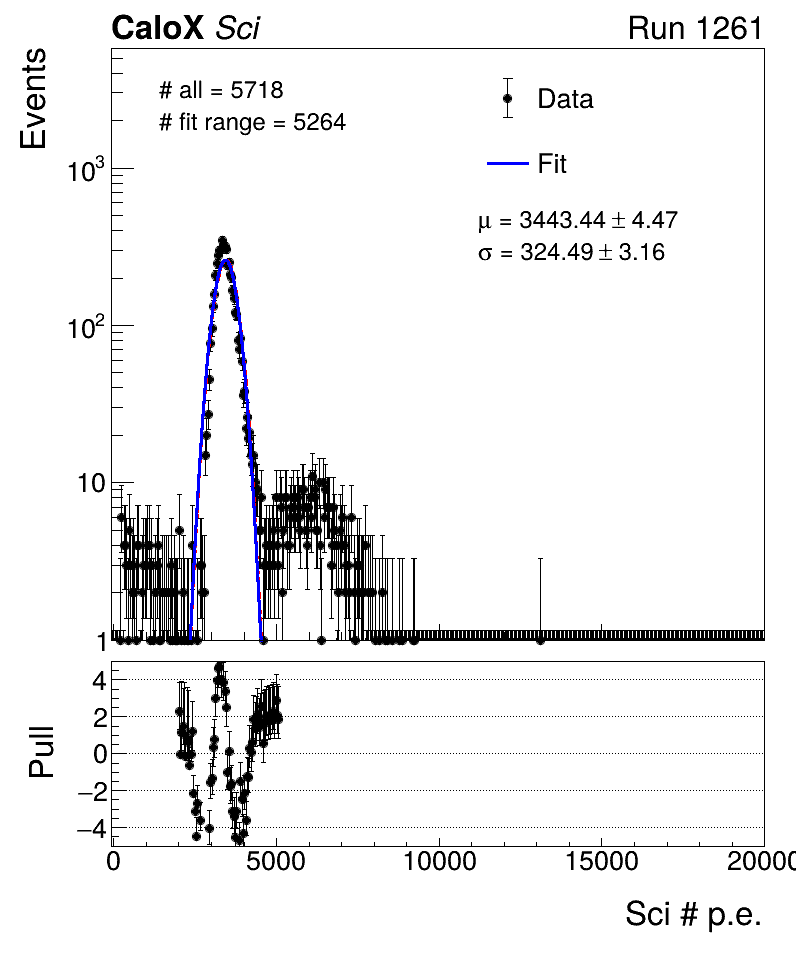 CaloX Sci Run 1261
Events
# all = 5718
# fit range = 5264
Data
Fit
μ = 3443.44 ± 4.47
σ = 324.49 ± 3.16
10³
10²
10
1
Pull
4
2
0
−2
−4
0 5000 10000 15000 20000
Sci # p.e.